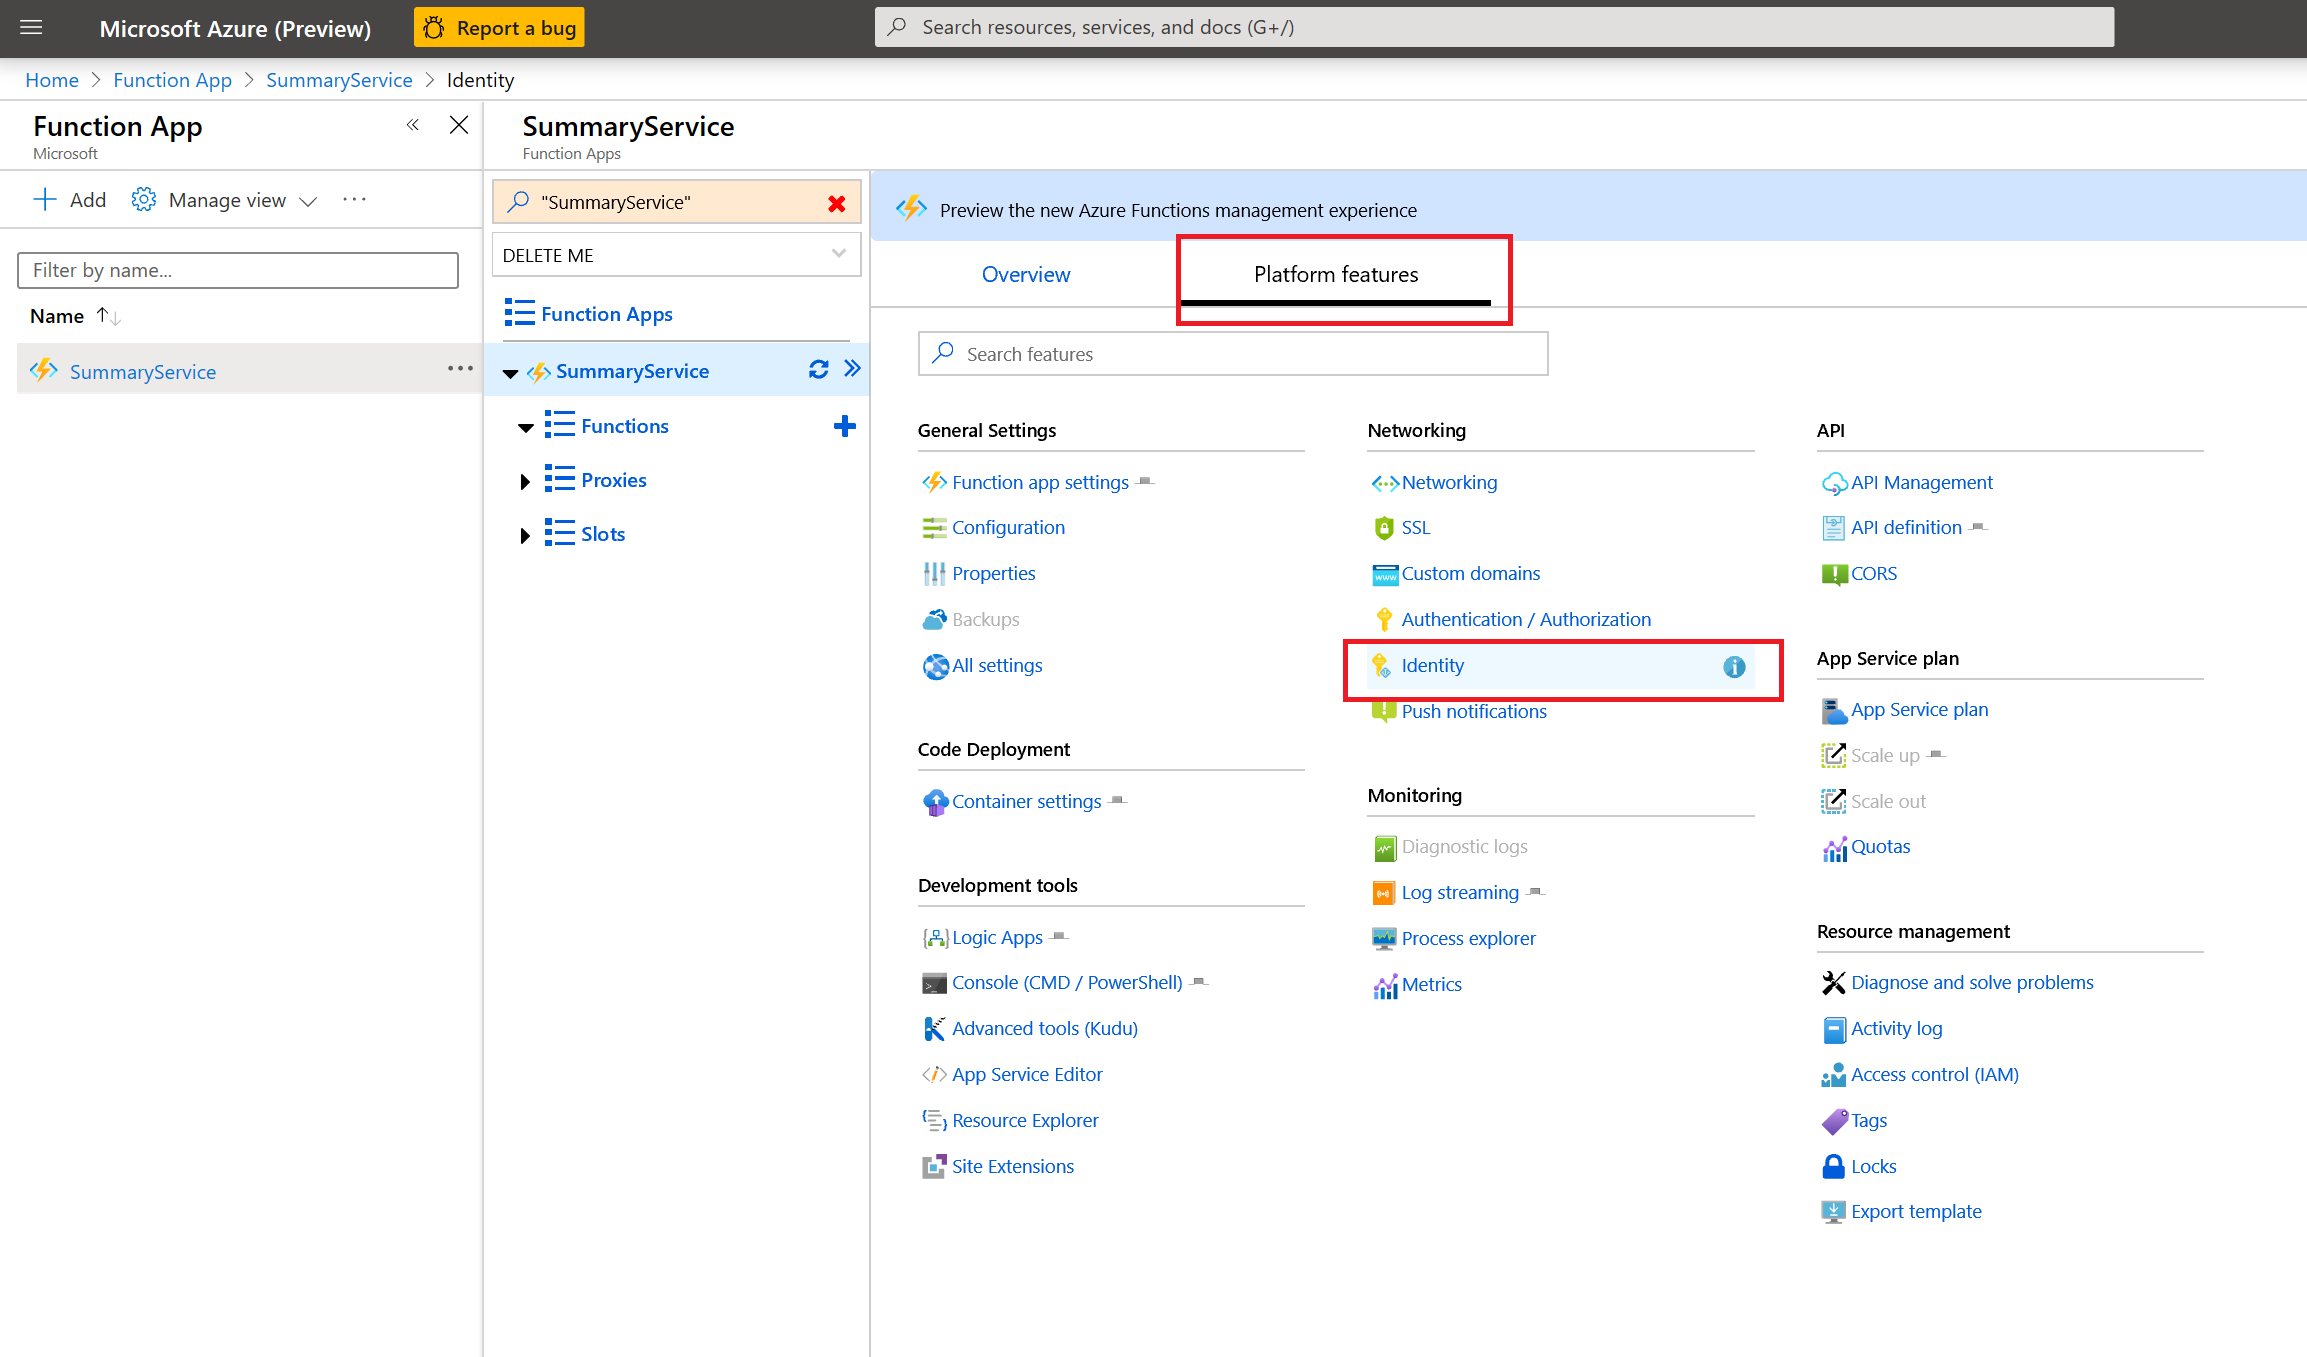 Microsoft Azure (Preview)
Report a bug
Search resources, services, and docs (G+/)
Home > Function App > SummaryService > Identity
Function App
Microsoft
Add
Manage view
...
Filter by name...
Name
SummaryService
...
SummaryService
Function Apps
"SummaryService"
DELETE ME
Function Apps
SummaryService
Functions
Proxies
Slots
Preview the new Azure Functions management experience
Overview
Platform features
Search features
General Settings
Function app settings
Configuration
Properties
Backups
All settings
Code Deployment
Container settings
Development tools
Logic Apps
Console (CMD / PowerShell)
Advanced tools (Kudu)
App Service Editor
Resource Explorer
Site Extensions
Networking
Networking
SSL
www
Custom domains
Authentication / Authorization
Identity
Push notifications
Monitoring
Diagnostic logs
Log streaming
Process explorer
Metrics
API
API Management
API definition
CORS
App Service plan
App Service plan
Scale up
Scale out
Quotas
Resource management
Diagnose and solve problems
Activity log
Access control (IAM)
Tags
Locks
Export template